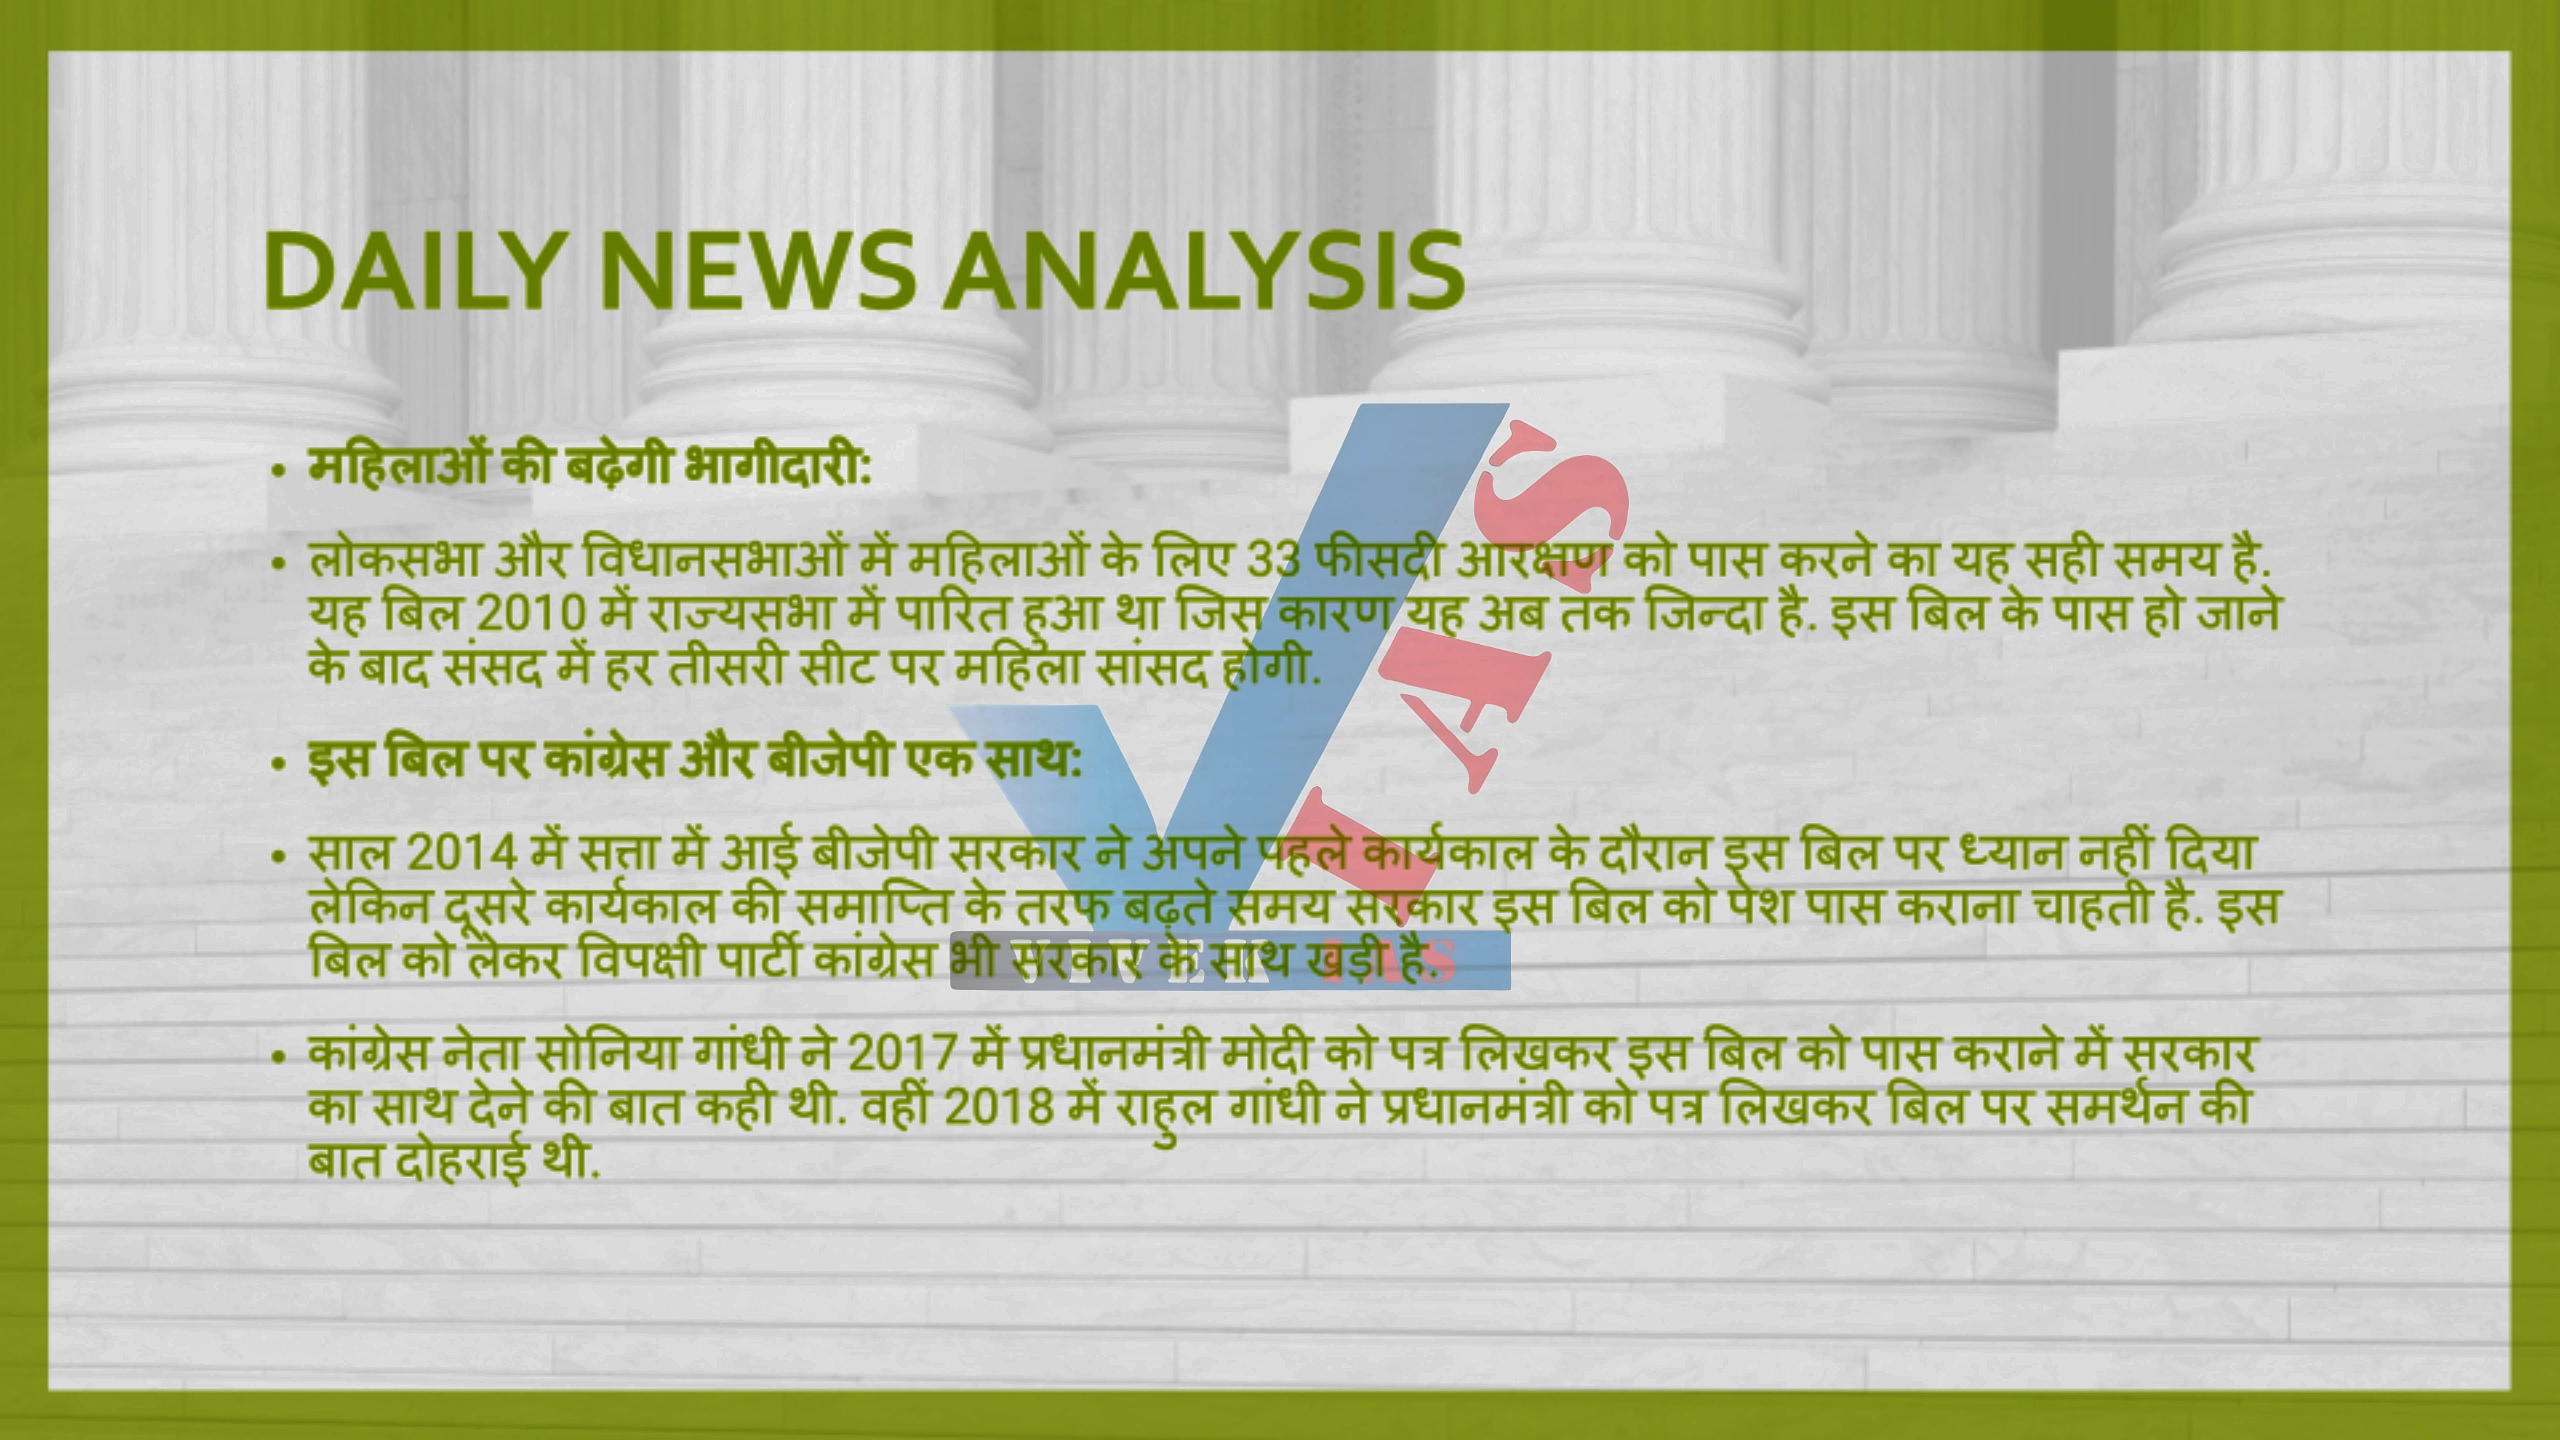 DAILY NEWS ANALYSIS
• महिलाओं की बढ़ेगी भागीदारी:
• लोकसभा और विधानसभाओं में महिलाओं के लिए 33 फीसदी आरक्षण को पास करने का यह सही समय है.
यह बिल 2010 में राज्यसभा में पारित हुआ था जिस कारण यह अब तक जिन्दा है. इस बिल के पास हो जाने
के बाद संसद में हर तीसरी सीट पर महिला सांसद होगी.
• इस बिल पर कांग्रेस और बीजेपी एक साथ:
• साल 2014 में सत्ता में आई बीजेपी सरकार ने अपने पहले कार्यकाल के दौरान इस बिल पर ध्यान नहीं दिया
लेकिन दूसरे कार्यकाल की समाप्ति के तरफ बढ़ते समय सरकार इस बिल को पेश पास कराना चाहती है. इस
बिल को लेकर विपक्षी पार्टी कांग्रेस भी सरकार के साथ खड़ी है.
• कांग्रेस नेता सोनिया गांधी ने 2017 में प्रधानमंत्री मोदी को पत्र लिखकर इस बिल को पास कराने में सरकार
का साथ देने की बात कही थी. वहीं 2018 में राहुल गांधी ने प्रधानमंत्री को पत्र लिखकर बिल पर समर्थन की
बात दोहराई थी.
V IAS
VIVEK IAS